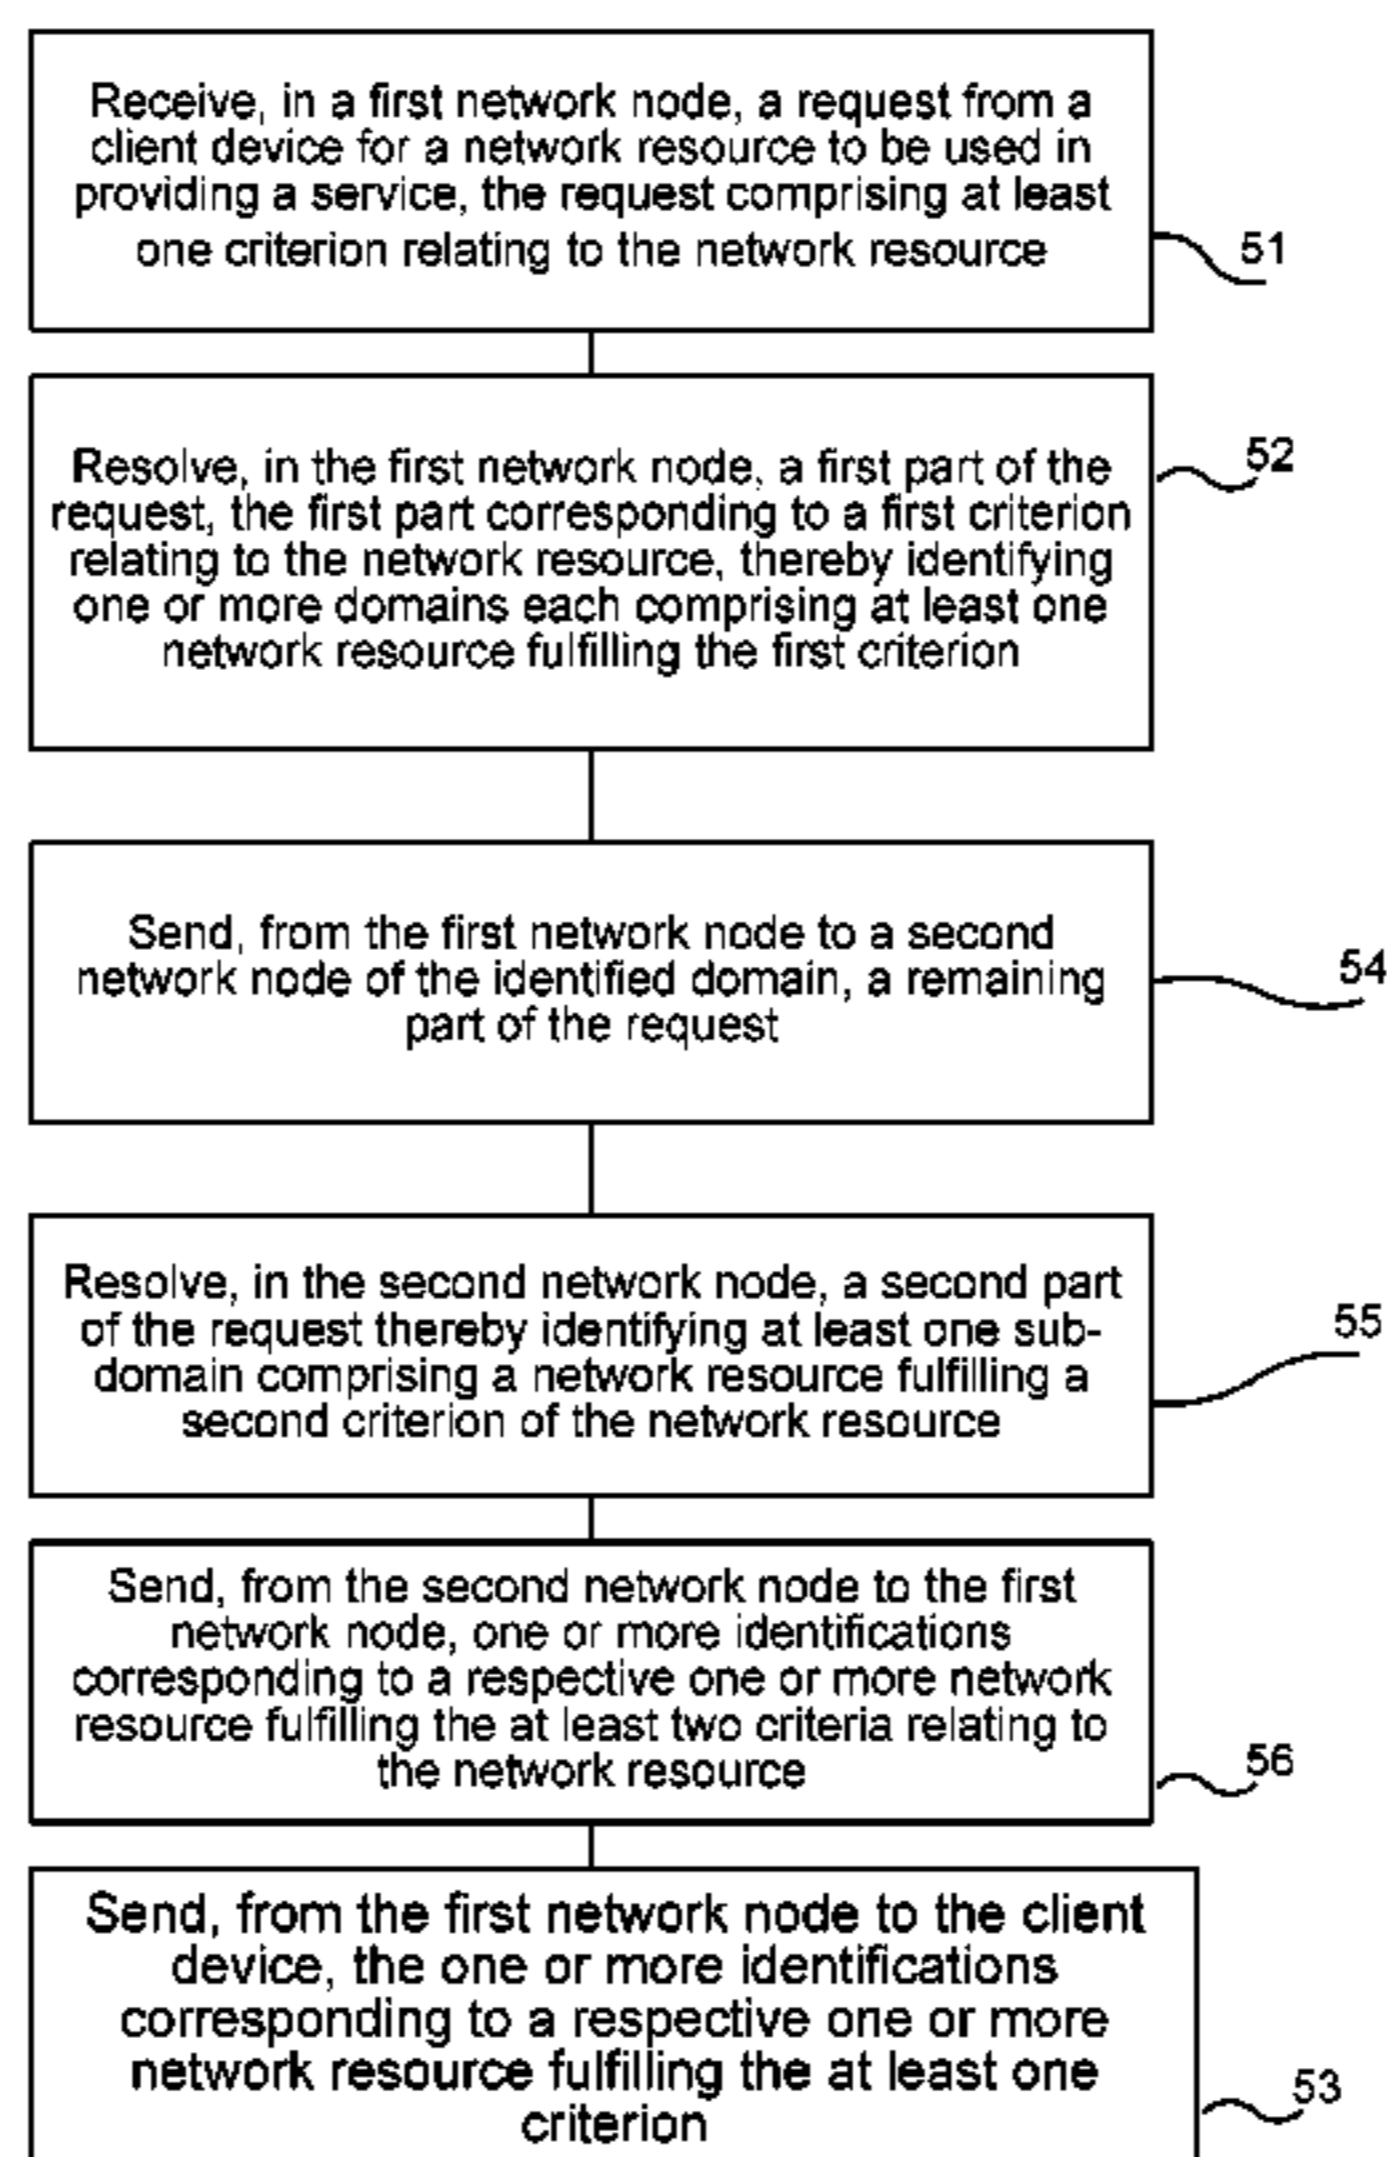 Receive, in a first network node, a request from a
client device for a network resource to be used in
providing a service, the request comprising at least
one criterion relating to the network resource
51
Resolve, in the first network node, a first part of the
request, the first part corresponding to a first criterion
relating to the network resource, thereby identifying
one or more domains each comprising at least one
network resource fulfilling the first criterion
52
Send, from the first network node to a second
network node of the identified domain, a remaining
part of the request
54
Resolve, in the second network node, a second part
of the request thereby identifying at least one sub-
domain comprising a network resource fulfilling a
second criterion of the network resource
55
Send, from the second network node to the first
network node, one or more identifications
corresponding to a respective one or more network
resource fulfilling the at least two criteria relating to
the network resource
56
Send, from the first network node to the client
device, the one or more identifications
corresponding to a respective one or more
network resource fulfilling the at least one
criterion
53